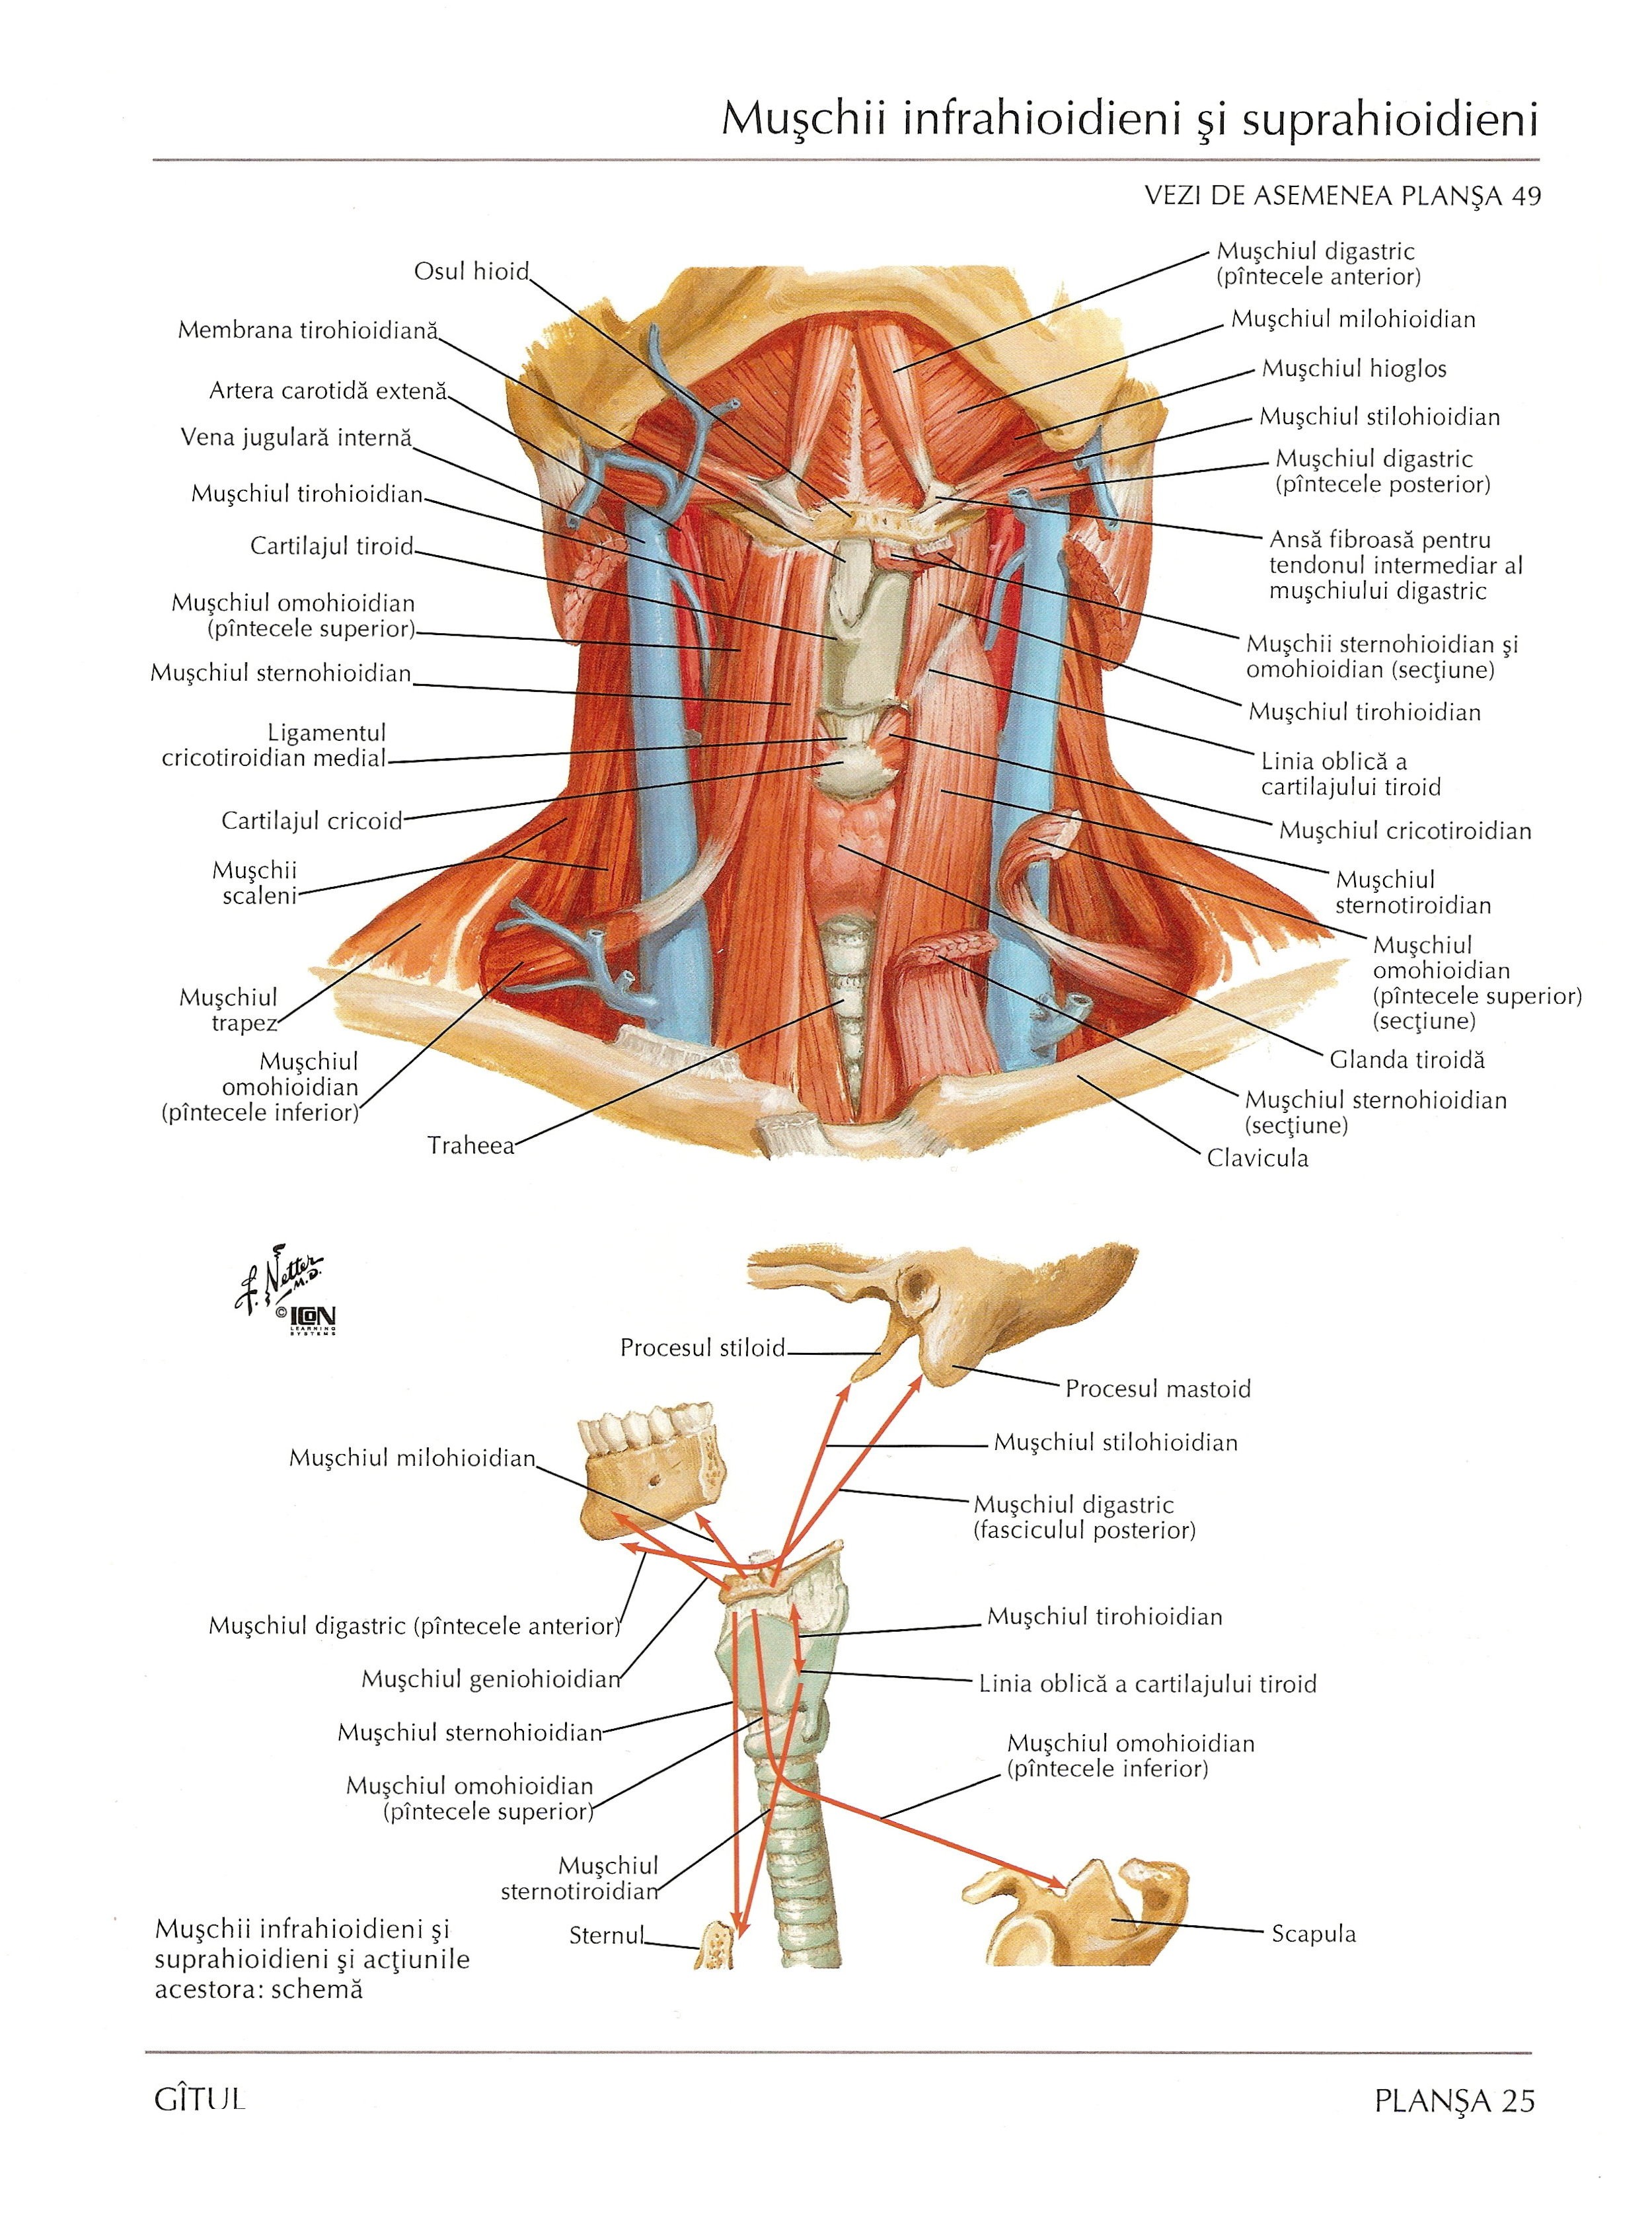 Muşchii infrahioidieni şi suprahioidieni
VEZI DE ASEMENEA PLANŞA 49
Osul hioid
Membrana tirohioidiană
Artera carotidă extenă
Vena jugulară internă
Muşchiul tirohioidian
Cartilajul tiroid
Muşchiul omohioidian
(pîntecele superior)
Muşchiul sternohioidian
Ligamentul
cricotiroidian medial
Cartilajul cricoid
Muşchii
scaleni
Muşchiul
trapez
Muşchiul
omohioidian
(pîntecele inferior)
Traheea
Muşchiul digastric
(pîntecele anterior)
Muşchiul milohioidian
Muşchiul hioglos
Muşchiul stilohioidian
Muşchiul digastric
(pîntecele posterior)
Ansă fibroasă pentru
tendonul intermediar al
muşchiului digastric
Muşchii sternohioidian şi
omohioidian (secţiune)
Muşchiul tirohioidian
Linia oblică a
cartilajului tiroid
Muşchiul cricotiroidian
Muşchiul
sternotiroidian
Muşchiul
omohioidian
(pîntecele superior)
(secţiune)
Glanda tiroidă
Muşchiul sternohioidian
(secţiune)
Clavicula
F. Netter
M.D.
© ICON
LEARNING
SYSTEMS
Procesul stiloid
Procesul mastoid
Muşchiul milohioidian
Muşchiul stilohioidian
Muşchiul digastric
(fasciculul posterior)
Muşchiul digastric (pîntecele anterior)
Muşchiul tirohioidian
Muşchiul geniohioidian
Linia oblică a cartilajului tiroid
Muşchiul sternohioidian
Muşchiul omohioidian
(pîntecele inferior)
Muşchiul omohioidian
(pîntecele superior)
Muşchiul
sternotiroidian
Sternul
Scapula
Muşchii infrahioidieni şi
suprahioidieni şi acţiunile
acestora: schemă
GÎTUL
PLANŞA 25